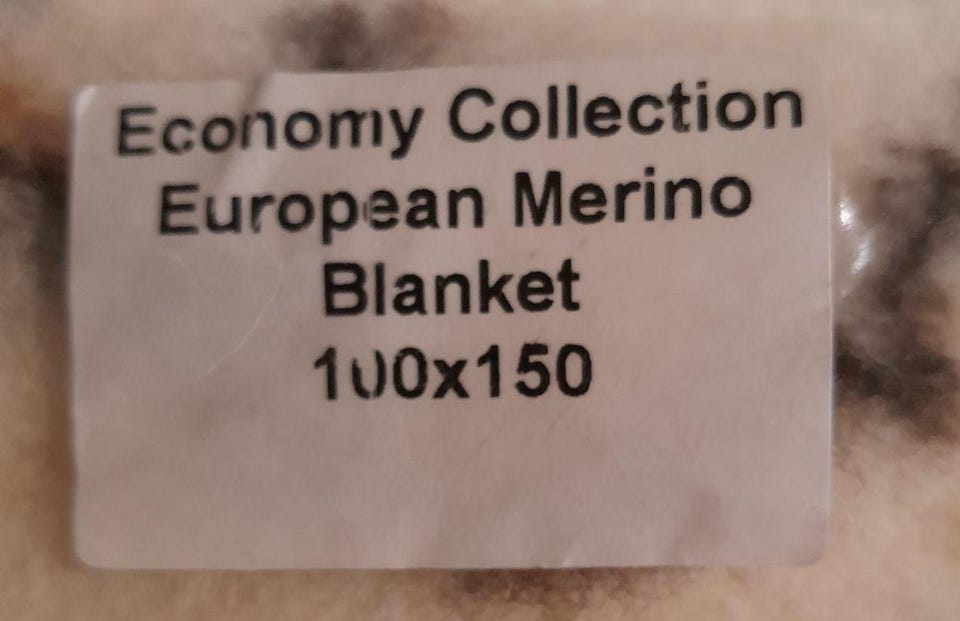 Economy Collection
European Merino
Blanket
100x150